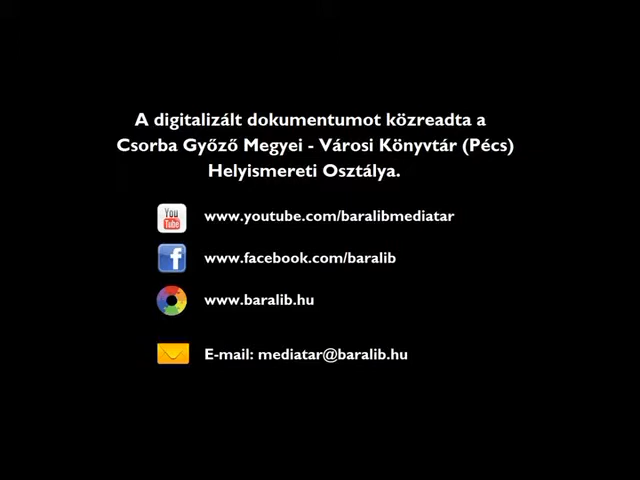 A digitalizált dokumentumot közreadta a
Csorba Győző Megyei - Városi Könyvtár (Pécs)
Helyismereti Osztálya.
You
Tube
www.youtube.com/baralibmediatar
f
www.facebook.com/baralib
www.baralib.hu
E-mail: mediatar@baralib.hu